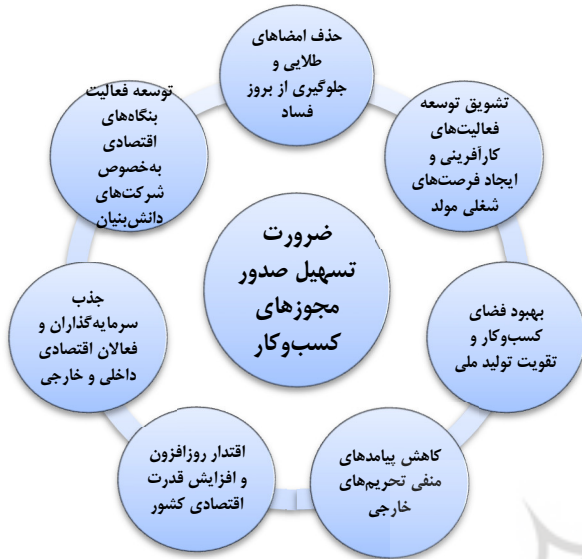 حذف امضاهای
طلایی و
جلوگیری از بروز
فساد
تشویق توسعه
فعالیت‌های
کارآفرینی و
ایجاد فرصت‌های
شغلی مولد
بهبود فضای
کسب‌وکار و
تقویت تولید ملی
کاهش پیامدهای
منفی تحریم‌های
خارجی
اقتدار روزافزون
و افزایش قدرت
اقتصادی کشور
جذب
سرمایه‌گذاران و
فعالان اقتصادی
داخلی و خارجی
توسعه فعالیت
بنگاه‌های
اقتصادی
به‌خصوص
شرکت‌های
دانش‌بنیان
ضرورت
تسهیل صدور
مجوزهای
کسب‌وکار